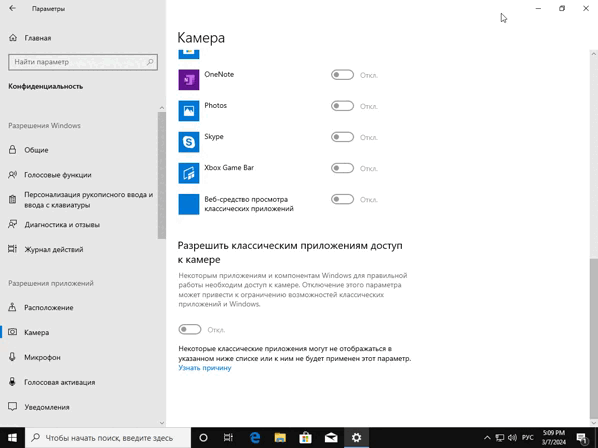 Параметры
Главная
Найти параметр
Конфиденциальность
Разрешения Windows
Общие
Голосовые функции
Персонализация рукописного ввода и
ввода с клавиатуры
Диагностика и отзывы
Журнал действий
Разрешения приложений
Расположение
Камера
Микрофон
Голосовая активация
Уведомления
Камера
OneNote
Откл.
Photos
Откл.
Skype
Откл.
Xbox Game Bar
Откл.
Веб-средство просмотра
классических приложений
Откл.
Разрешить классическим приложениям доступ
к камере
Некоторым приложениям и компонентам Windows для правильной
работы необходим доступ к камере. Отключение этого параметра
может привести к ограничению возможностей классических
приложений и Windows.
Откл.
Некоторые классические приложения могут не отображаться в
указанном ниже списке или к ним не будет применен этот параметр.
Узнать причину
Чтобы начать поиск, введите
РУС
5:09 PM
3/7/2024